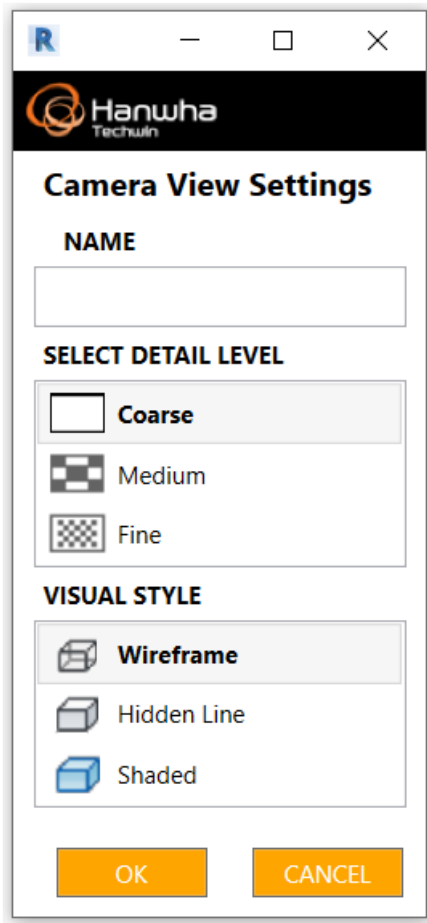 R
Hanwha
Techwin
Camera View Settings
NAME
SELECT DETAIL LEVEL
Coarse
Medium
Fine
VISUAL STYLE
Wireframe
Hidden Line
Shaded
OK CANCEL